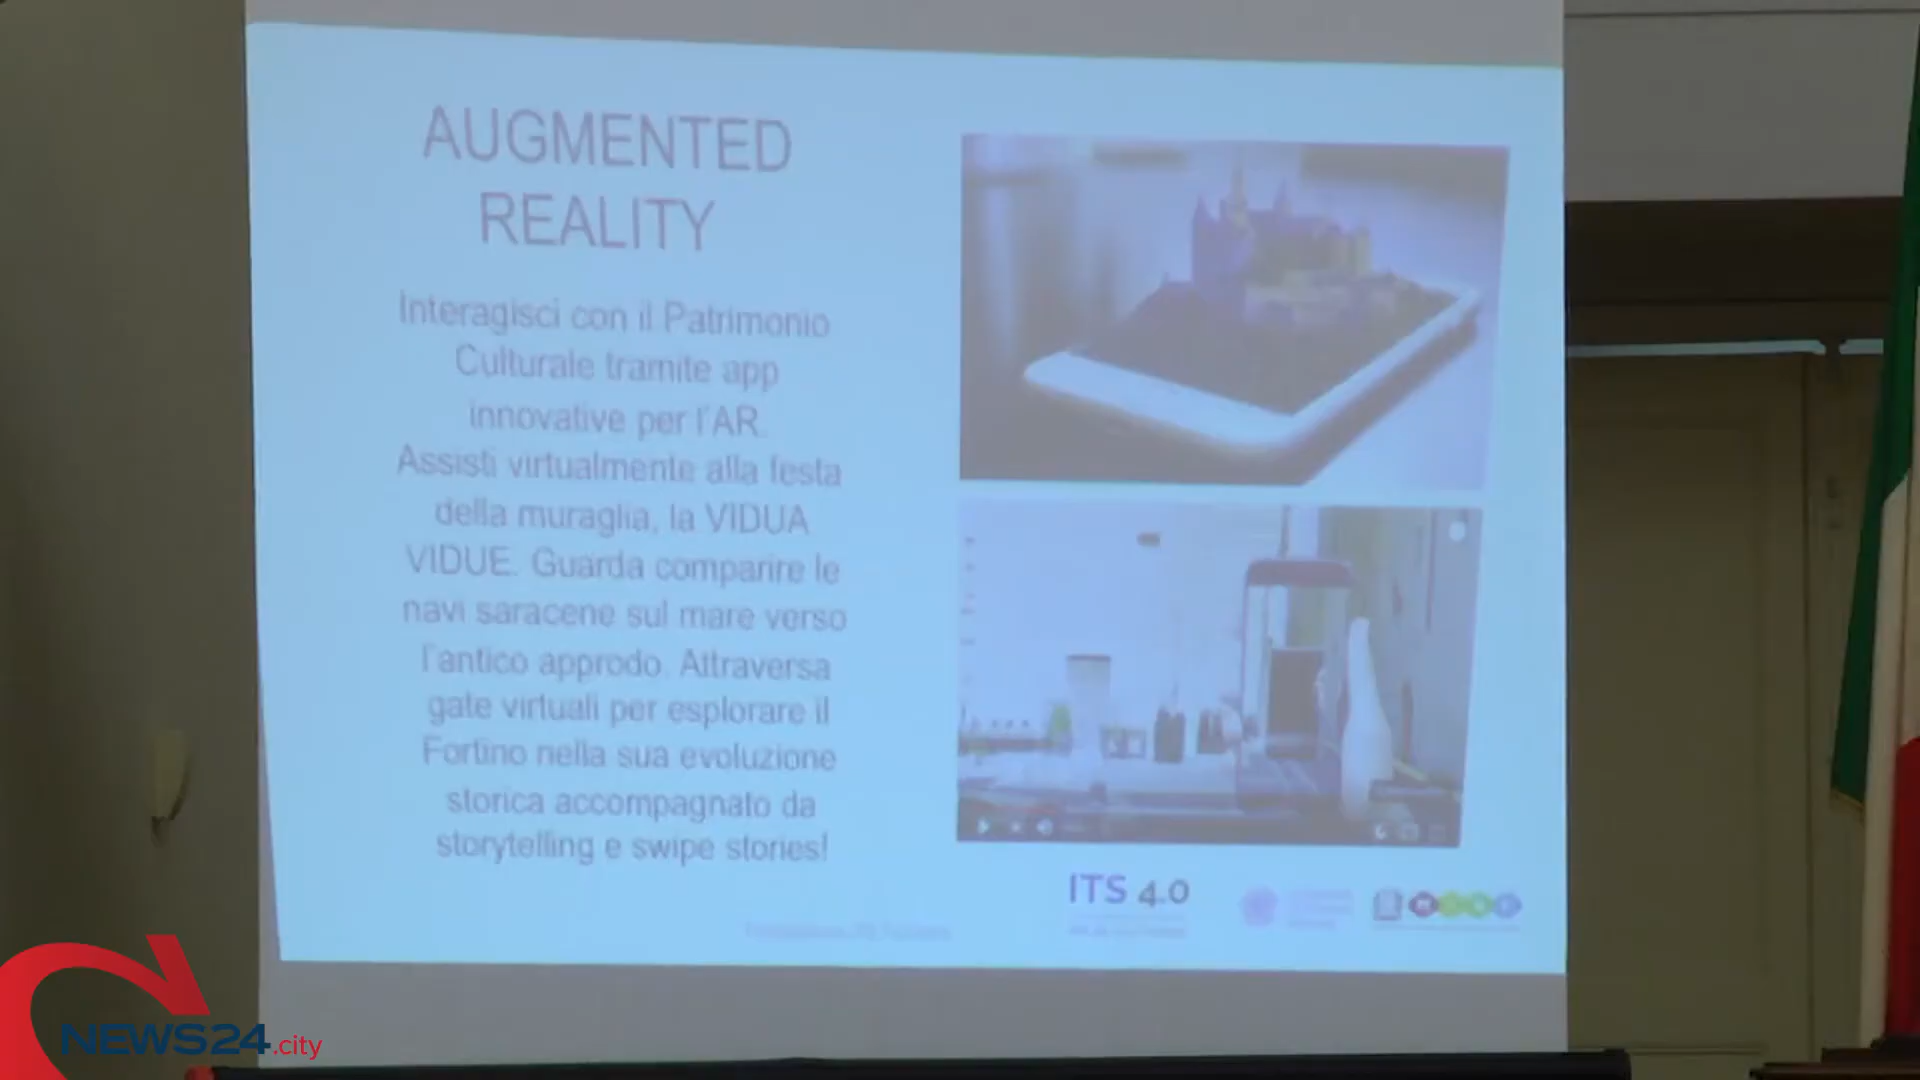 AUGMENTED
REALITY
Interagisci con il Patrimonio
Culturale tramite app
innovative per l'AR.
Assisti virtualmente alla festa
della muraglia, la VIDUA
VIDUE. Guarda comparire le
navi saracene sul mare verso
l'antico approdo. Attraversa
gate virtuali per esplorare il
Fortino nella sua evoluzione
storica accompagnato da
storytelling e swipe stories!
ITS 4.0
NEWS24.city